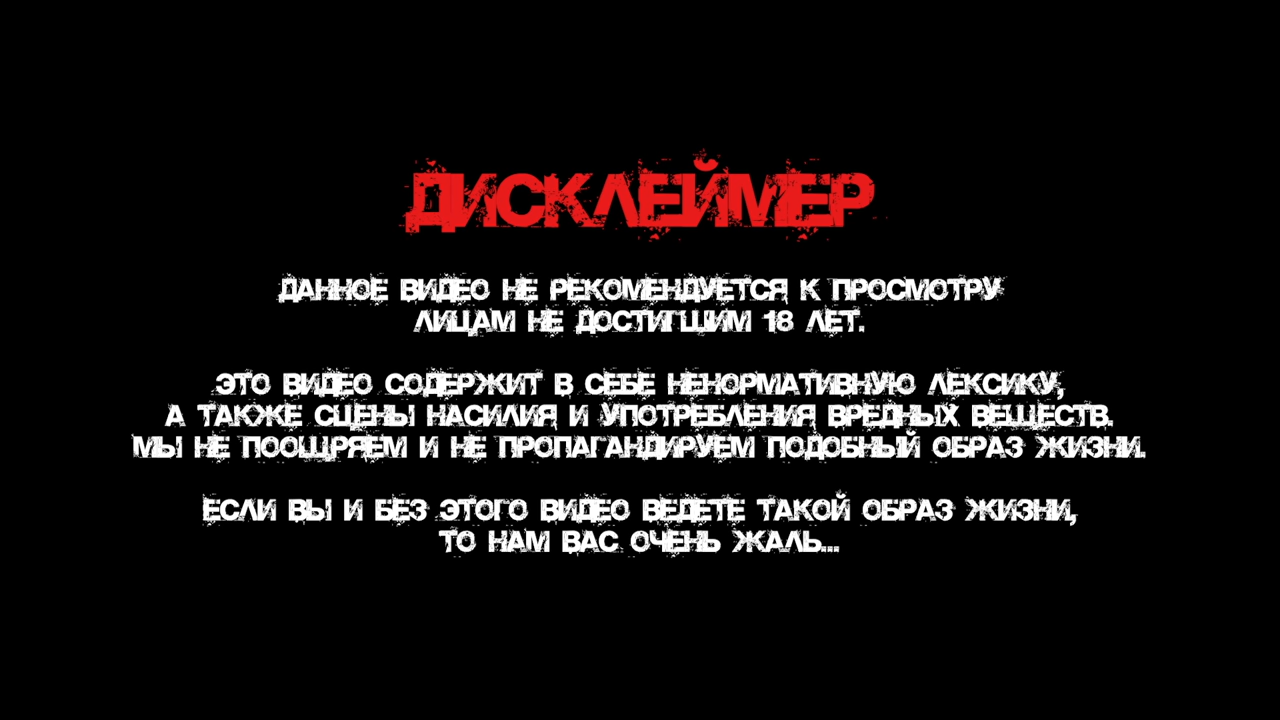 ДИСКЛЕЙМЕР
ДАННОЕ ВИДЕО НЕ РЕКОМЕНДУЕТСЯ К ПРОСМОТРУ
ЛИЦАМ НЕ ДОСТИГШИМ 18 ЛЕТ.
ЭТО ВИДЕО СОДЕРЖИТ В СЕБЕ НЕНОРМАТИВНУЮ ЛЕКСИКУ,
А ТАКЖЕ СЦЕНЫ НАСИЛИЯ И УПОТРЕБЛЕНИЯ ВРЕДНЫХ ВЕЩЕСТВ.
МЫ НЕ ПООЩРЯЕМ И НЕ ПРОПАГАНДИРУЕМ ПОДОБНЫЙ ОБРАЗ ЖИЗНИ.
ЕСЛИ ВЫ И БЕЗ ЭТОГО ВИДЕО ВЕДЕТЕ ТАКОЙ ОБРАЗ ЖИЗНИ,
ТО НАМ ВАС ОЧЕНЬ ЖАЛЬ...